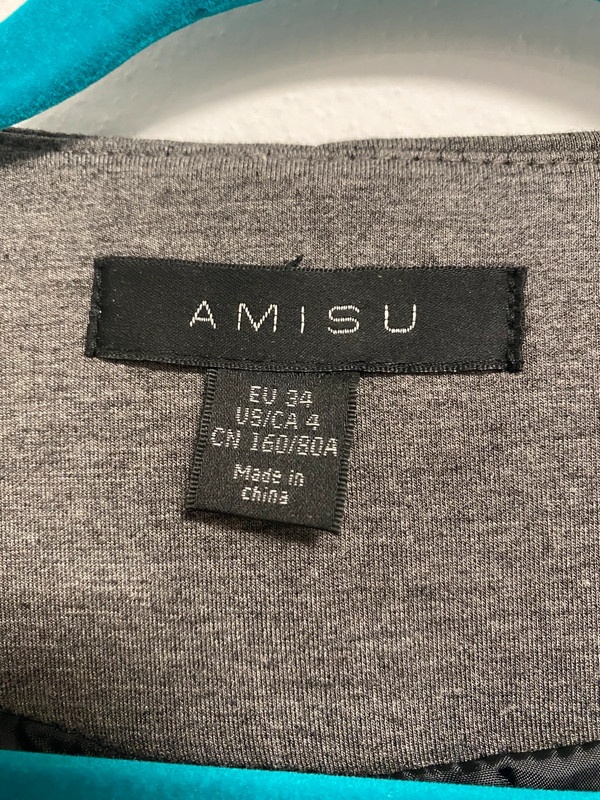 AMISU
EU 34
US/CA 4
CN 160/80A
Made in
China